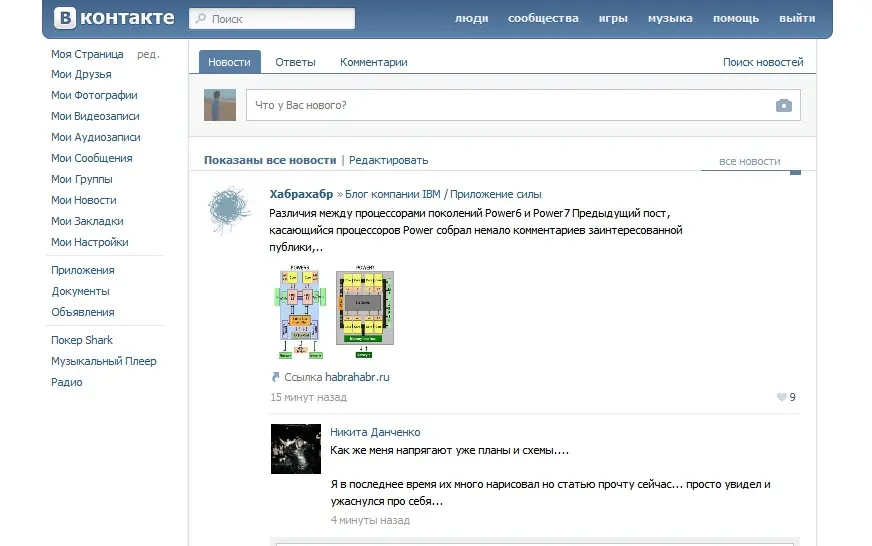 В контакте
Поиск
люди сообщества игры музыка помощь выйти
Моя Страница ред.
Мои Друзья
Мои Фотографии
Мои Видеозаписи
Мои Аудиозаписи
Мои Сообщения
Мои Группы
Мои Новости
Мои Закладки
Мои Настройки
Приложения
Документы
Объявления
Покер Shark
Музыкальный Плеер
Радио
Новости Ответы Комментарии Поиск новостей
Что у Вас нового?
Показаны все новости | Редактировать все новости
Хабрахабр » Блог компании IBM / Приложение силы
Различия между процессорами поколений Power6 и Power7 Предыдущий пост,
касающийся процессоров Power собрал немало комментариев заинтересованной
публики,..
POWER6 POWER7
Ссылка habrahabr.ru
15 минут назад 9
Никита Данченко
Как же меня напрягают уже планы и схемы....
Я в последнее время их много нарисовал но статью прочту сейчас... просто увидел и
ужаснулся про себя...
4 минуты назад